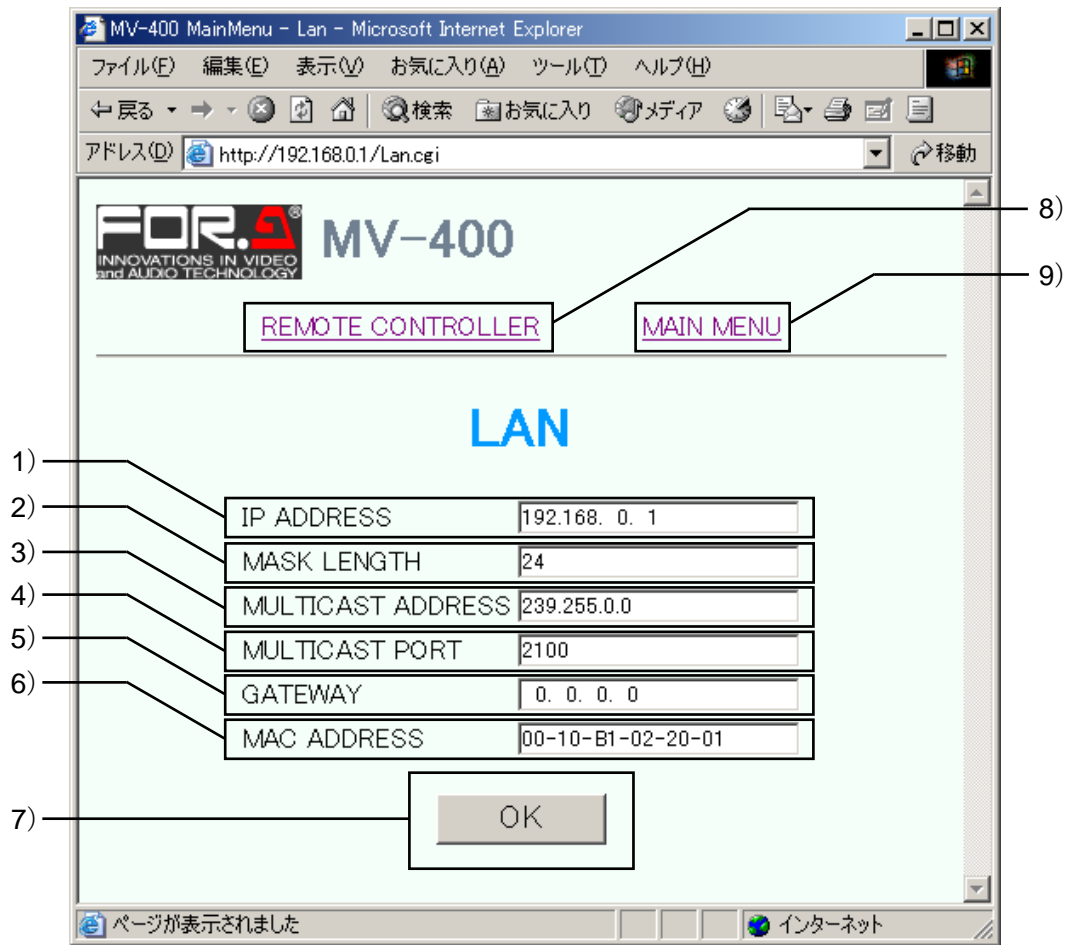 MV-400 MainMenu - Lan - Microsoft Internet Explorer
ファイル(F) 編集(E) 表示(V) お気に入り(A) ツール(T) ヘルプ(H)
戻る 検索 お気に入り メディア
アドレス(D) http://192.168.0.1/Lan.cgi 移動
FOR.A® MV-400
INNOVATIONS IN VIDEO
and AUDIO TECHNOLOGY
8)
9)
REMOTE CONTROLLER MAIN MENU
LAN
1) IP ADDRESS 192.168. 0. 1
2) MASK LENGTH 24
3) MULTICAST ADDRESS 239.255.0.0
4) MULTICAST PORT 2100
5) GATEWAY 0. 0. 0. 0
6) MAC ADDRESS 00-10-B1-02-20-01
7) OK
ページが表示されました インターネット